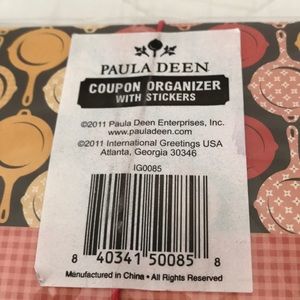 PAULA DEEN
COUPON ORGANIZER
WITH STICKERS
©2011 Paula Deen Enterprises, Inc.
www.pauladeen.com
©2011 International Greetings USA
Atlanta, Georgia 30346
IG0085
8 40341 50085 8
Manufactured in China • All Rights Reserved